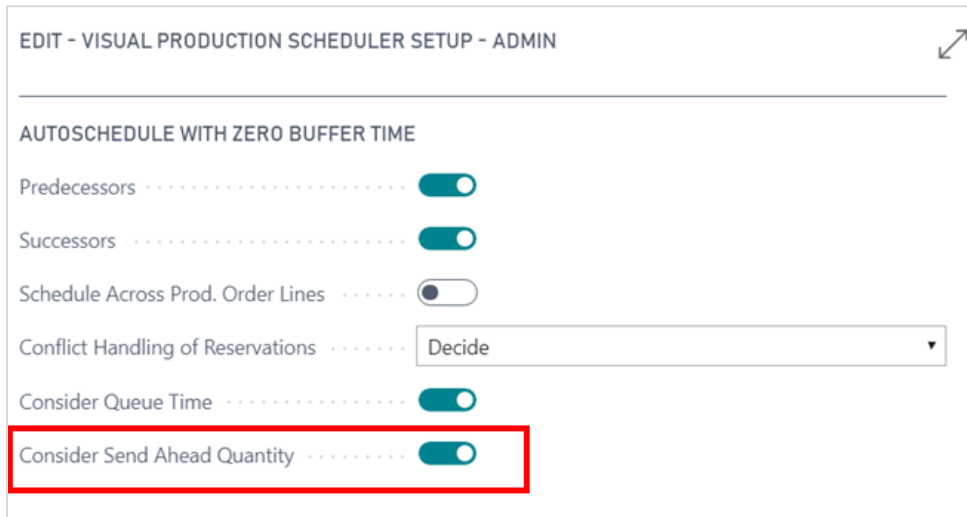 EDIT - VISUAL PRODUCTION SCHEDULER SETUP - ADMIN
AUTOSCHEDULE WITH ZERO BUFFER TIME
Predecessors
Successors
Schedule Across Prod. Order Lines
Conflict Handling of Reservations Decide
Consider Queue Time
Consider Send Ahead Quantity